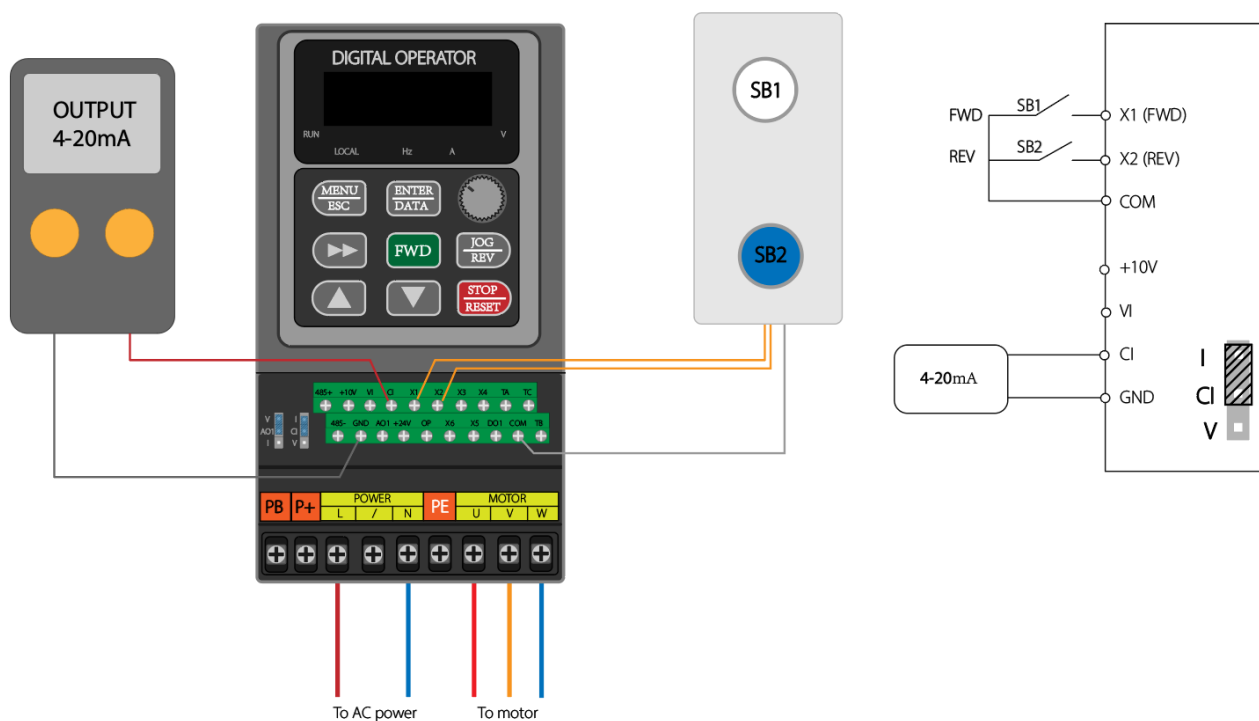 OUTPUT
4-20mA
DIGITAL OPERATOR
RUN
V
LOCAL Hz A
MENU
ESC
ENTER
DATA
FWD
JOG
REV
STOP
RESET
485+ +10V VI CI X1 X2 X3 X4 TA TC
485- GND AO1 +24V OP X6 X5 DO1 COM TB
V
AO1
I
I
CI
V
PB P+ POWER PE MOTOR
L / N U V W
To AC power To motor
SB1
SB2
FWD SB1 X1 (FWD)
REV SB2 X2 (REV)
COM
+10V
VI
4-20mA
CI
GND
I
CI
V